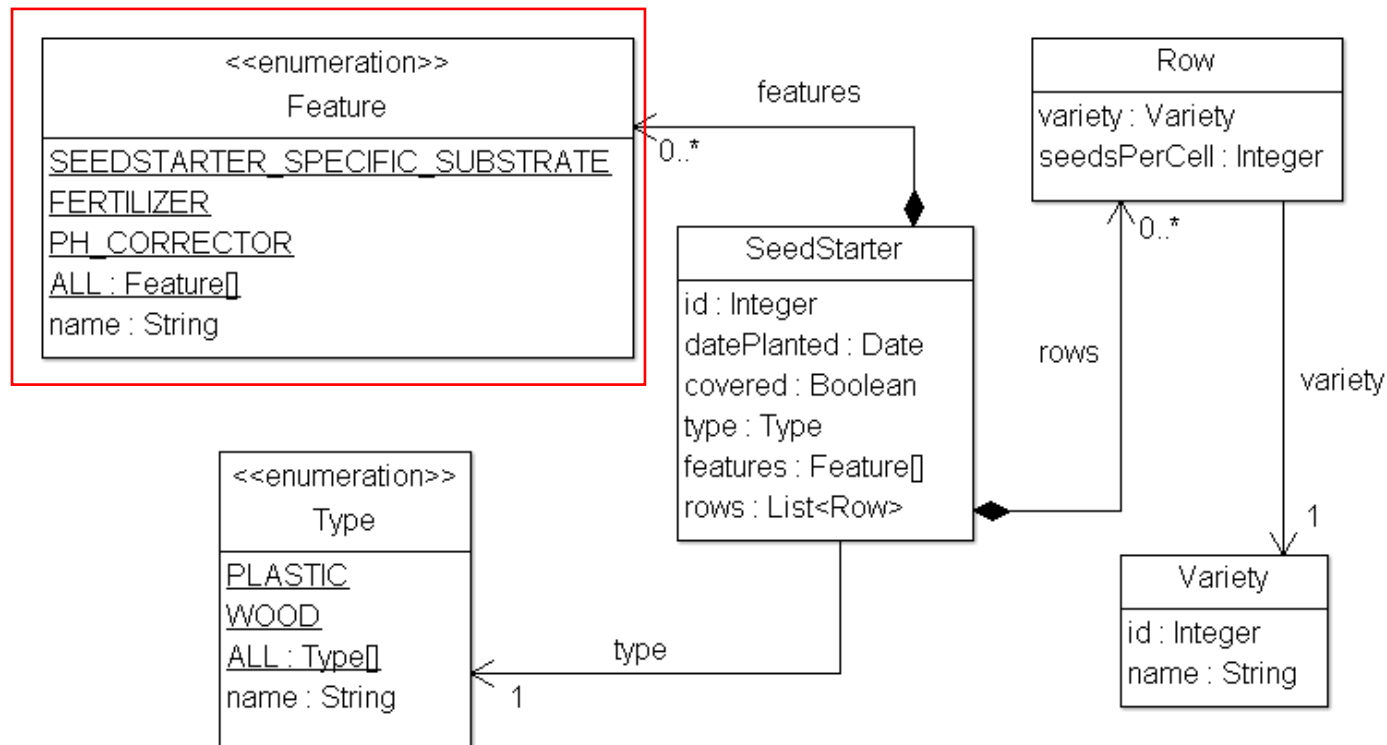 <<enumeration>>
Feature
SEEDSTARTER_SPECIFIC_SUBSTRATE
FERTILIZER
PH_CORRECTOR
ALL : Feature[]
name : String
features
0..*
Row
variety : Variety
seedsPerCell : Integer
0..*
SeedStarter
id : Integer
datePlanted : Date
covered : Boolean
type : Type
features : Feature[]
rows : List<Row>
rows
variety
<<enumeration>>
Type
PLASTIC
WOOD
ALL : Type[]
name : String
type
1
1
Variety
id : Integer
name : String